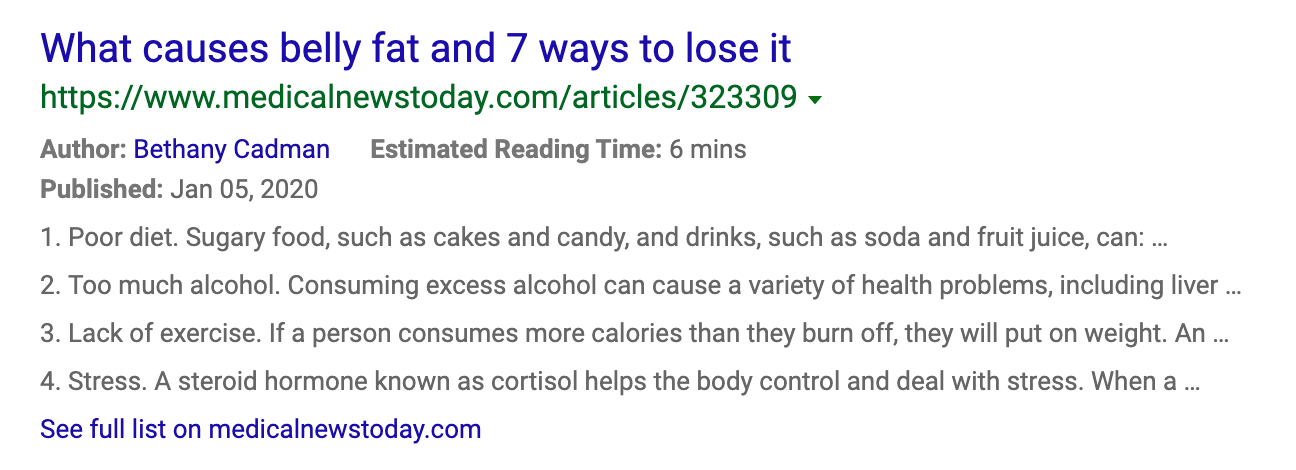 What causes belly fat and 7 ways to lose it
https://www.medicalnewstoday.com/articles/323309
Author: Bethany Cadman Estimated Reading Time: 6 mins
Published: Jan 05, 2020
1. Poor diet. Sugary food, such as cakes and candy, and drinks, such as soda and fruit juice, can: ...
2. Too much alcohol. Consuming excess alcohol can cause a variety of health problems, including liver ...
3. Lack of exercise. If a person consumes more calories than they burn off, they will put on weight. An ...
4. Stress. A steroid hormone known as cortisol helps the body control and deal with stress. When a ...
See full list on medicalnewstoday.com